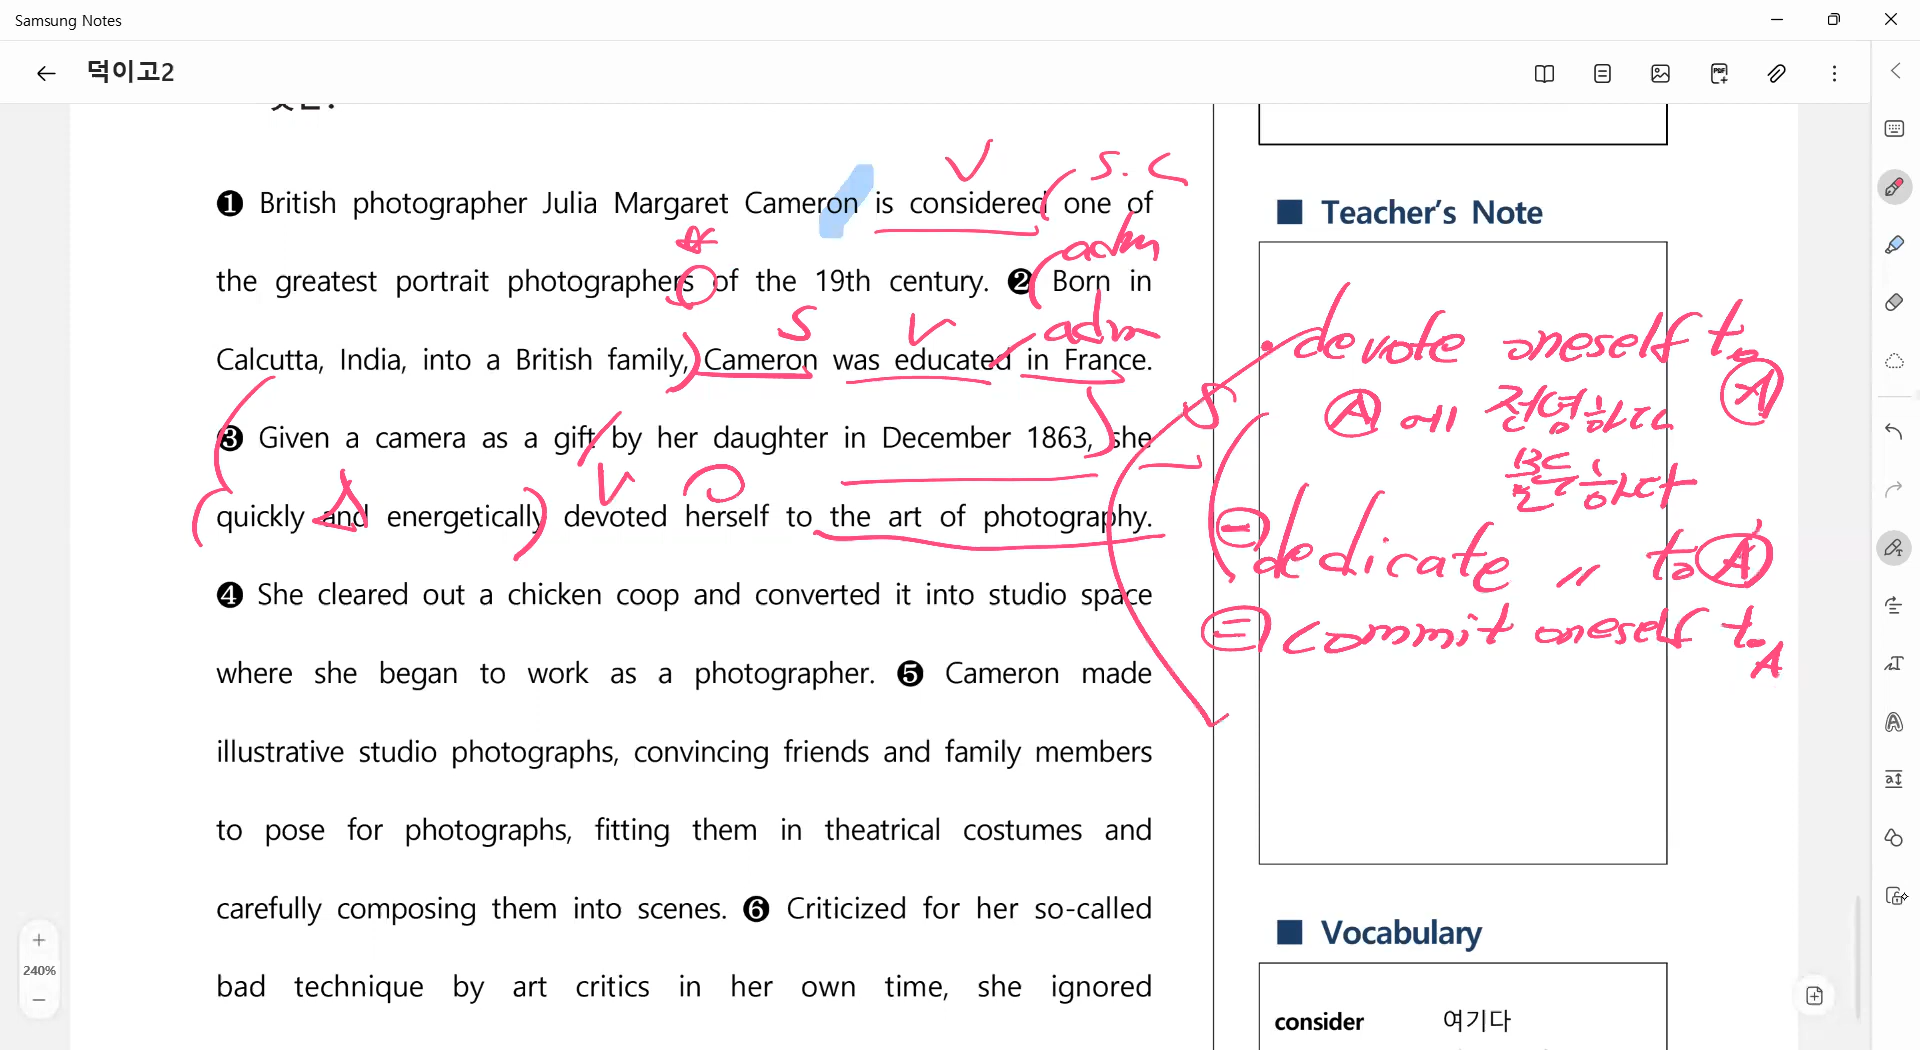 Samsung Notes
덕이고2
V
S.C
❶ British photographer Julia Margaret Cameron is considered one of
adm
the greatest portrait photographers of the 19th century. ❷ Born in
S V adm
Calcutta, India, into a British family, Cameron was educated in France.
S
❸ Given a camera as a gift by her daughter in December 1863, she
V O
quickly and energetically devoted herself to the art of photography.
❹ She cleared out a chicken coop and converted it into studio space
where she began to work as a photographer. ❺ Cameron made
illustrative studio photographs, convincing friends and family members
to pose for photographs, fitting them in theatrical costumes and
carefully composing them into scenes. ❻ Criticized for her so-called
bad technique by art critics in her own time, she ignored
Teacher's Note
• devote oneself to A
A에 전념하다
= dedicate 〃 to A
= commit oneself to A
Vocabulary
consider 여기다
+
240%
−
PDF